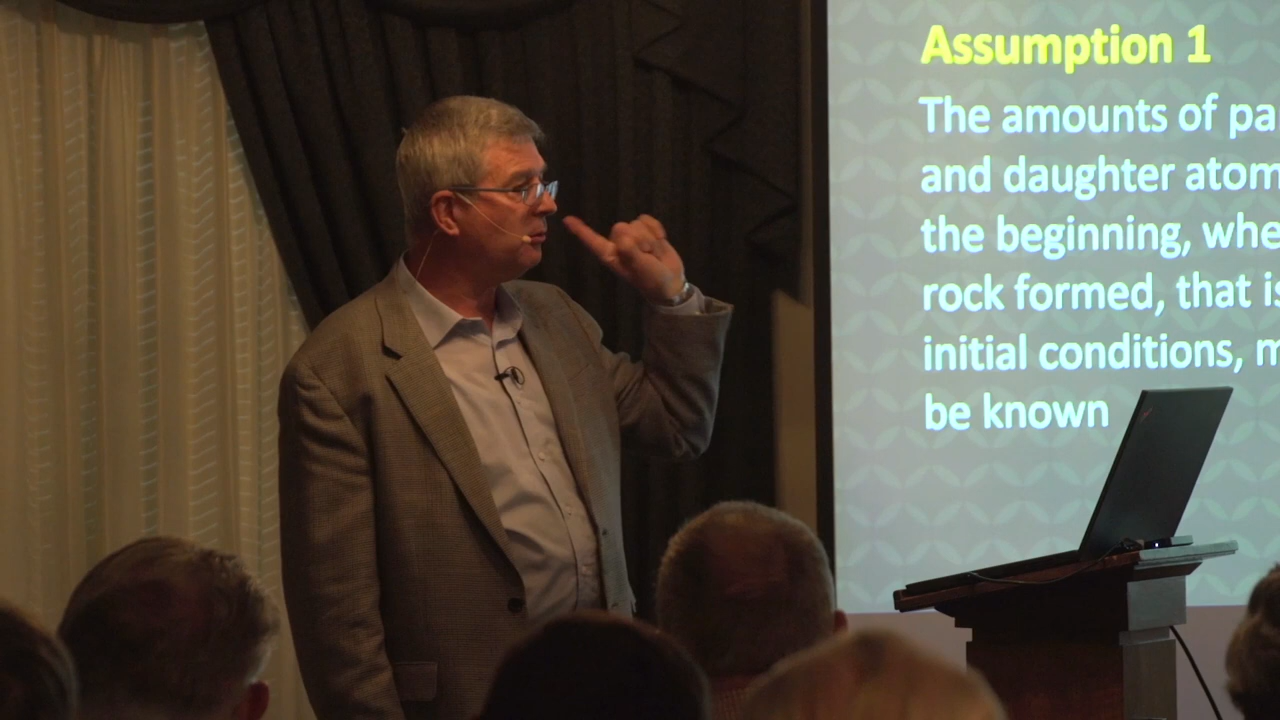 Assumption 1
The amounts of pa
and daughter atom
the beginning, whe
rock formed, that is
initial conditions, m
be known